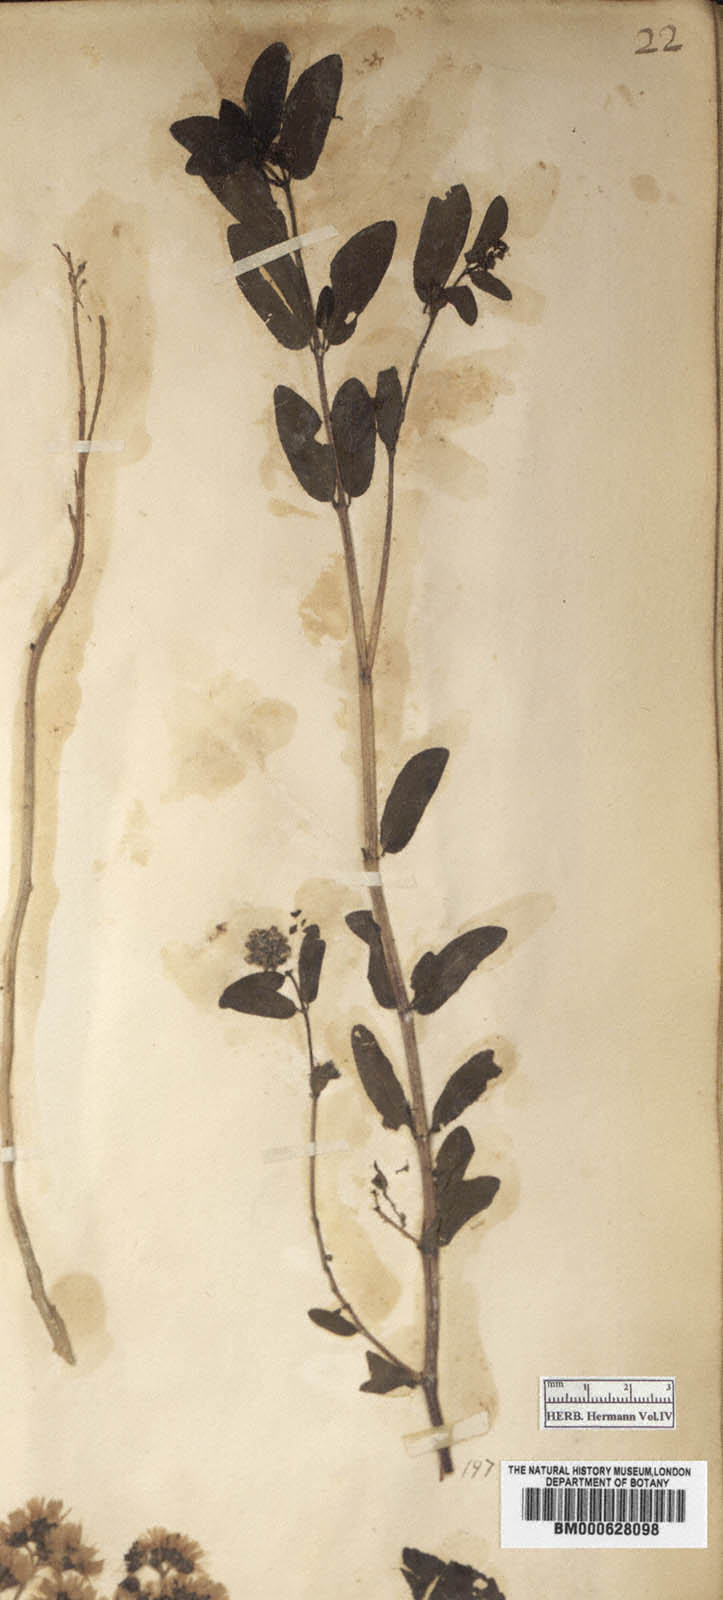 22
mm 1 2 3
HERB. Hermann Vol.IV
197
THE NATURAL HISTORY MUSEUM,LONDON
DEPARTMENT OF BOTANY
BM000628098